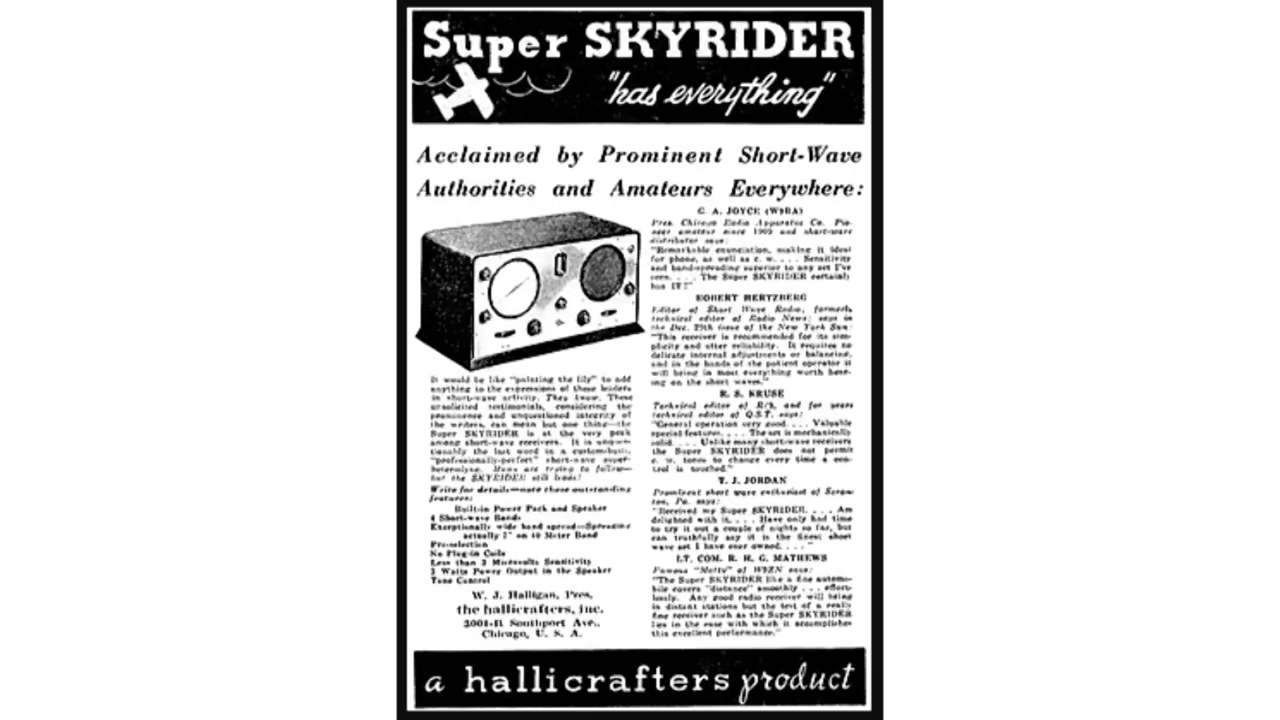 Super SKYRIDER
"has everything"
Acclaimed by Prominent Short-Wave
Authorities and Amateurs Everywhere:
It would be like "painting the lily" to add
anything to the expressions of these leaders
in short-wave activity. They know. These
unsolicited testimonials, considering the
prominence and unquestioned integrity of
the writers, can mean but one thing—the
Super SKYRIDER is at the very peak
among short-wave receivers. It is unques-
tionably the last word in a custom-built,
"professionally-perfect" short-wave super-
heterodyne. Many are trying to follow—
but the SKYRIDER still leads!
Write for details—note these outstanding
features:
Built-in Power Pack and Speaker
4 Short-wave Bands
Exceptionally wide band spread—Spreading
actually on 40 Meter Band
Pre-selection
No Plug-in Coils
Less than 3 Microvolts Sensitivity
3 Watts Power Output in the Speaker
Tone Control
W. J. Halligan, Pres.
the hallicrafters, inc.
3001-R Southport Ave.,
Chicago, U. S. A.
C. A. JOYCE
Pres. Chicago Radio Apparatus Co. Pio-
neer amateur since 1909 and short-wave
distributor says:
"Remarkable enunciation, making it ideal
for phone, as well as c. w. . . . Sensitivity
and band-spreading superior to any set I've
seen. . . . The Super SKYRIDER certainly
has IT!"
ROBERT HERTZBERG
Editor of Short Wave Radio, formerly
technical editor of Radio News: says in
the Dec. 29th issue of the New York Sun:
"This receiver is recommended for its sim-
plicity and utter reliability. It requires no
delicate internal adjustments or balancing,
and in the hands of the patient operator it
will bring in most everything worth hear-
ing on the short waves."
R. S. KRUSE
Technical editor of R/9, and for years
technical editor of Q.S.T. says:
"General operation very good. . . . Valuable
special features. . . . The set is mechanically
solid. . . . Unlike many short-wave receivers
the Super SKYRIDER does not permit
c. w. tones to change every time a con-
trol is touched."
T. J. JORDAN
Prominent short wave enthusiast of Scran-
ton, Pa. says:
"Received my Super SKYRIDER. . . . Am
delighted with it. . . . Have only had time
to try it out a couple of nights so far, but
can truthfully say it is the finest short
wave set I have ever owned. . . . "
LT. COM. R. H. G. MATHEWS
Famous "Matty" of W9ZN says:
"The Super SKYRIDER like a fine automo-
bile covers "distance" smoothly . . . effort-
lessly. Any good radio receiver will bring
in distant stations but the test of a really
fine receiver such as the Super SKYRIDER
lies in the ease with which it accomplishes
this excellent performance."
a hallicrafters product